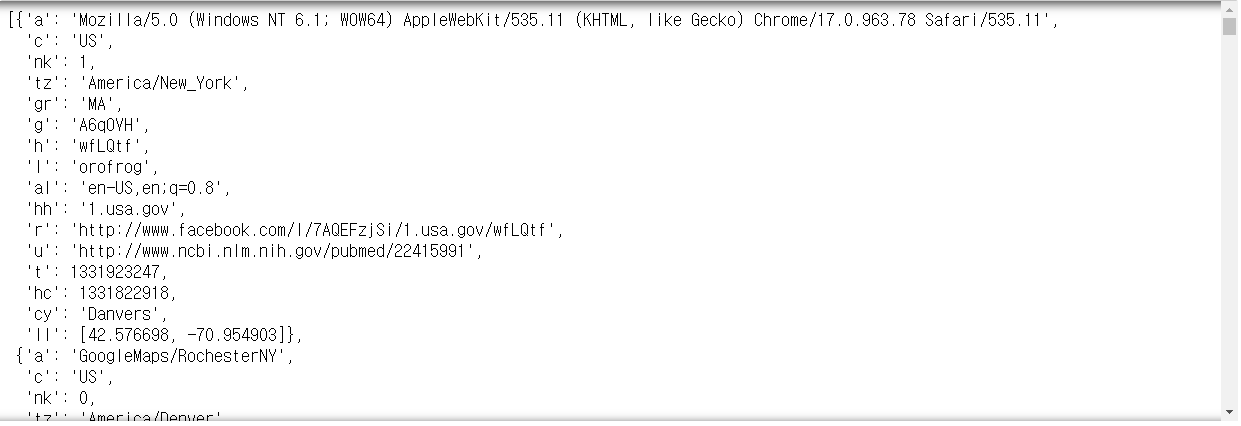 [{'a': 'Mozilla/5.0 (Windows NT 6.1; WOW64) AppleWebKit/535.11 (KHTML, like Gecko) Chrome/17.0.963.78 Safari/535.11',
'c': 'US',
'nk': 1,
'tz': 'America/New_York',
'gr': 'MA',
'g': 'A6qOVH',
'h': 'wfLQtf',
'l': 'orofrog',
'al': 'en-US,en;q=0.8',
'hh': '1.usa.gov',
'r': 'http://www.facebook.com/l/7AQEFzjSi/1.usa.gov/wfLQtf',
'u': 'http://www.ncbi.nlm.nih.gov/pubmed/22415991',
't': 1331923247,
'hc': 1331822918,
'cy': 'Danvers',
'll': [42.576698, -70.954903]},
{'a': 'GoogleMaps/RochesterNY',
'c': 'US',
'nk': 0,
'tz': 'America/Denver'